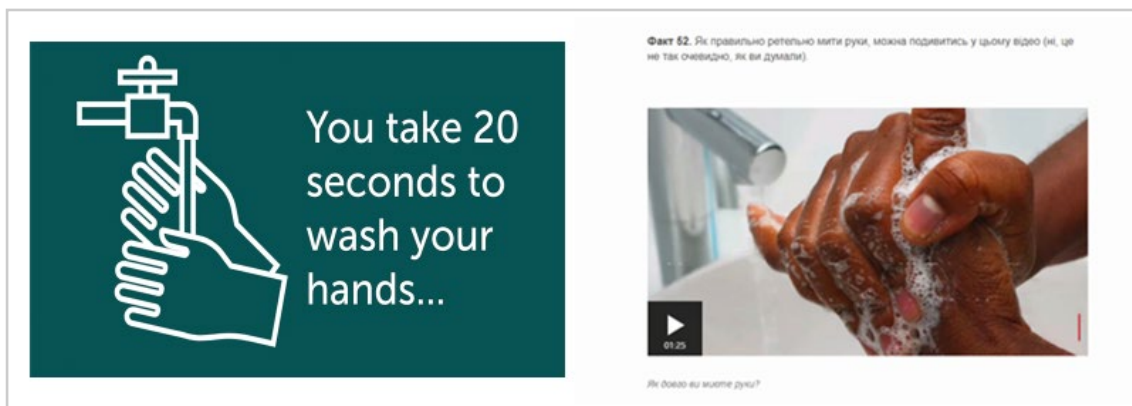 You take 20
seconds to
wash your
hands...
Факт 52. Як правильно ретельно мити руки, можна подивитись у цьому відео (ні, це
не так очевидно, як ви думали).
01:25
Як довго ви миєте руки?